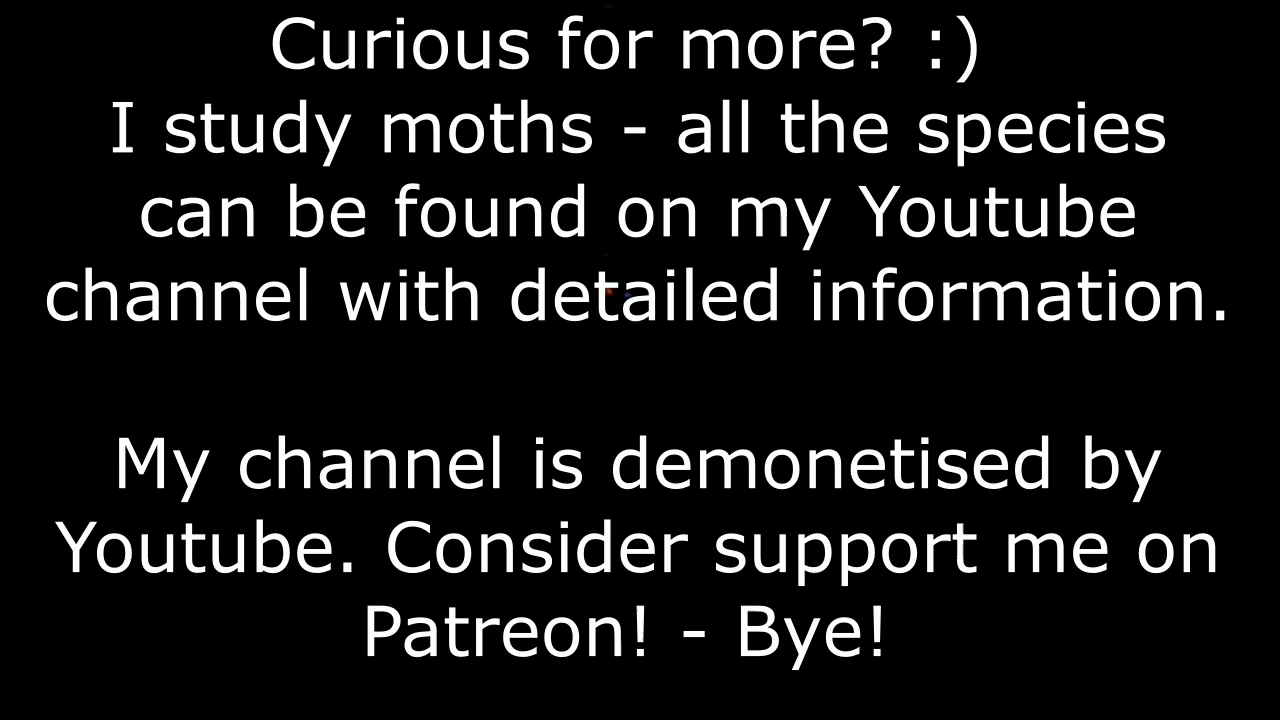 Curious for more? :)
I study moths - all the species
can be found on my Youtube
channel with detailed information.
My channel is demonetised by
Youtube. Consider support me on
Patreon! - Bye!